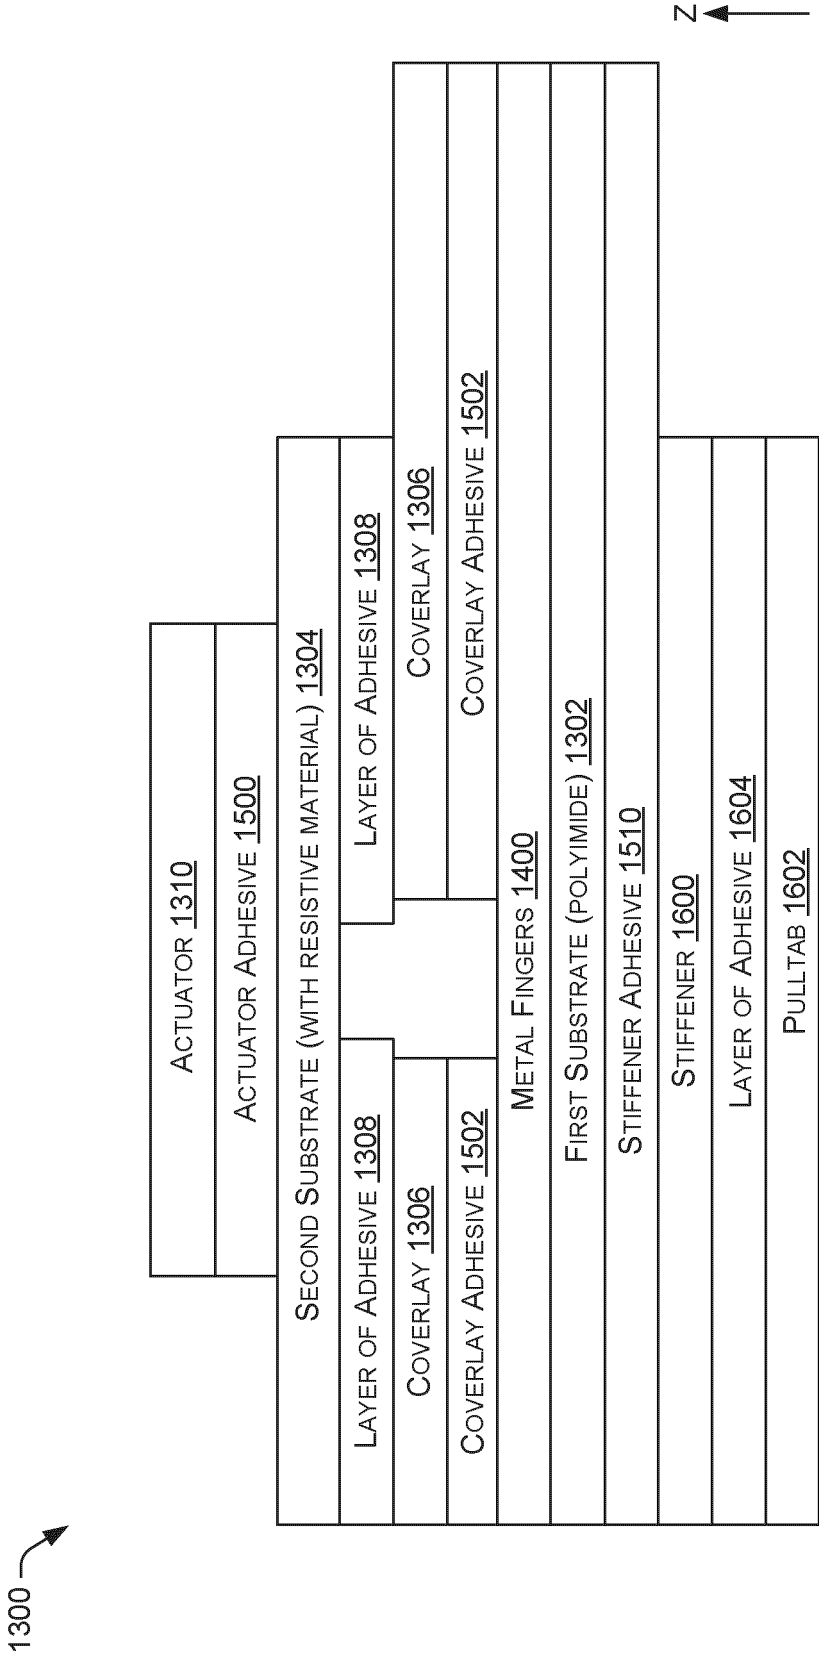 1300
Z
ACTUATOR 1310
ACTUATOR ADHESIVE 1500
SECOND SUBSTRATE (WITH RESISTIVE MATERIAL) 1304
LAYER OF ADHESIVE 1308
LAYER OF ADHESIVE 1308
COVERLAY 1306
COVERLAY 1306
COVERLAY ADHESIVE 1502
COVERLAY ADHESIVE 1502
METAL FINGERS 1400
FIRST SUBSTRATE (POLYIMIDE) 1302
STIFFENER ADHESIVE 1510
STIFFENER 1600
LAYER OF ADHESIVE 1604
PULLTAB 1602